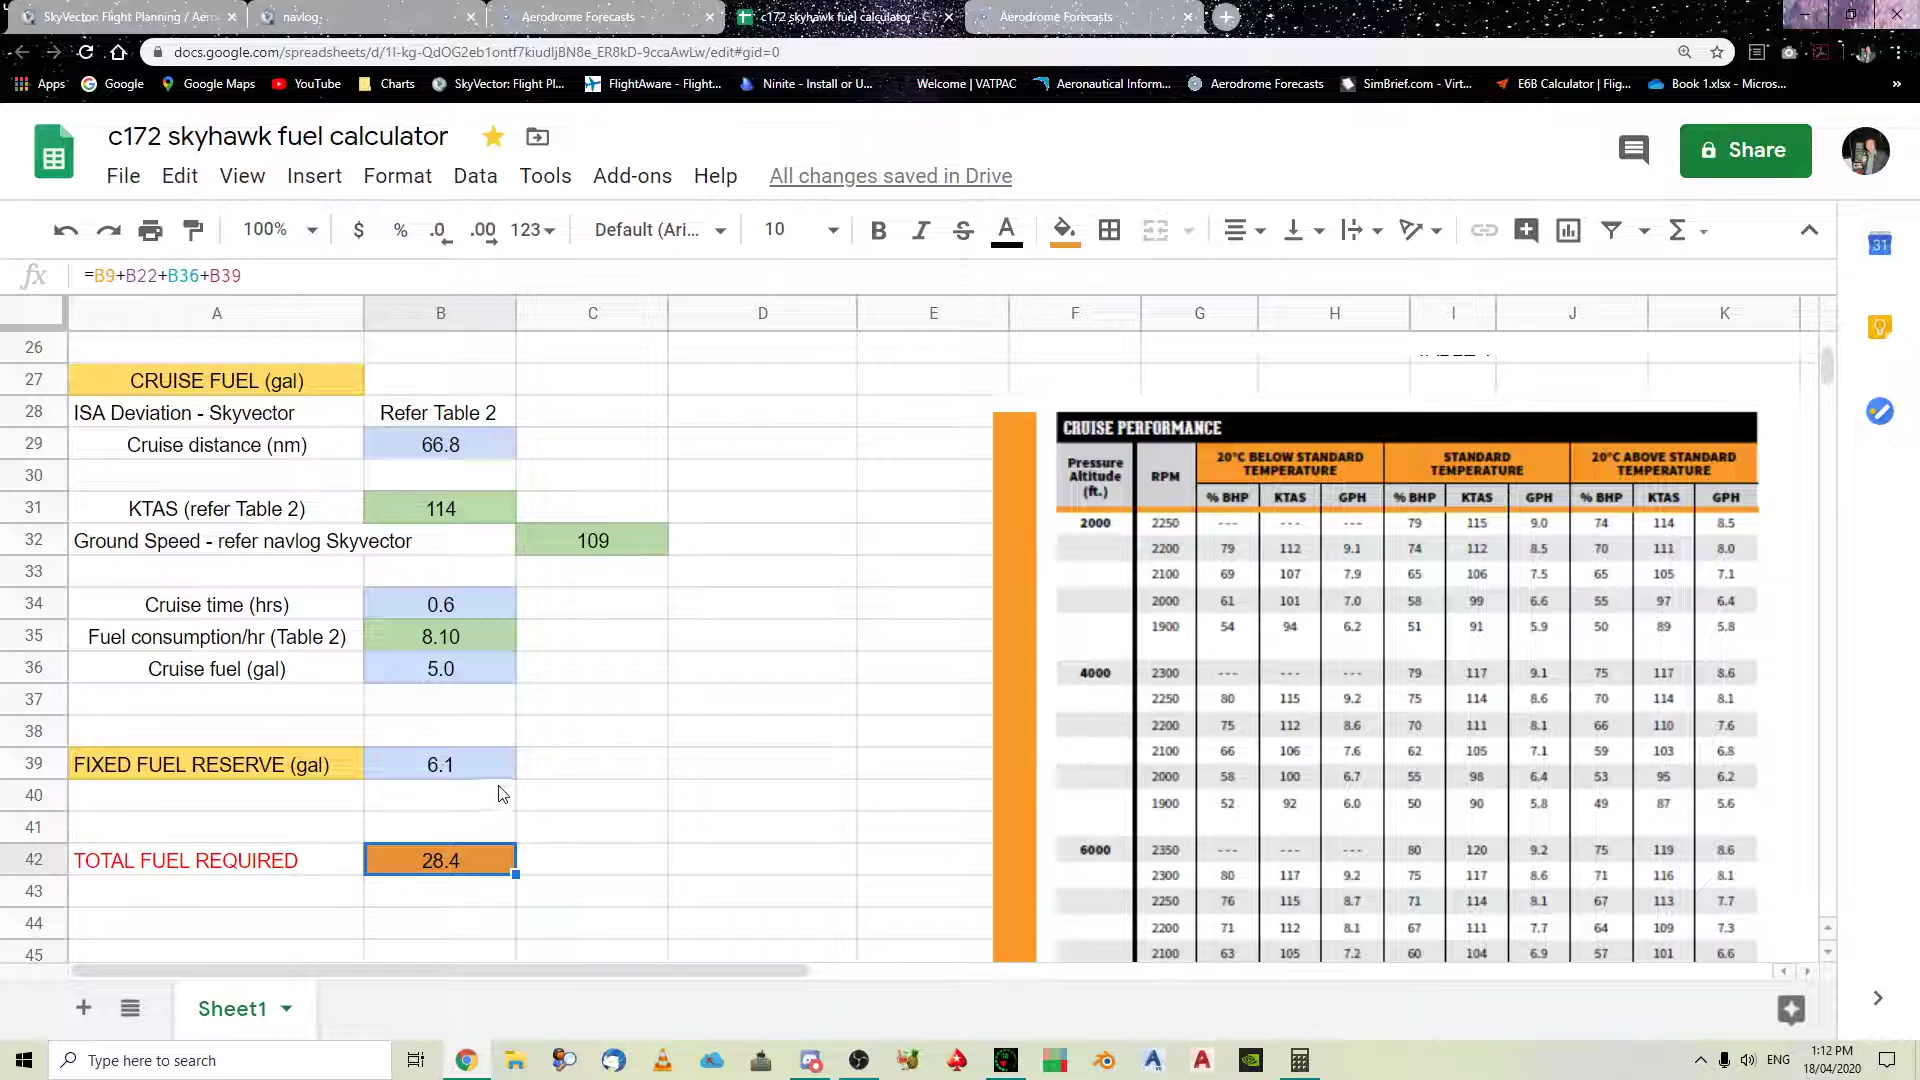 SkyVector: Flight Planning / Aero
navlog-
Aerodrome Forecasts
c172 skyhawk fuel calculator - G
Aerodrome Forecasts
docs.google.com/spreadsheets/d/1I-kg-QdOG2eb1ontf7kiudljBN8e_ER8kD-9ccaAwLw/edit#gid=0
Apps Google Google Maps YouTube Charts SkyVector: Flight Pl... FlightAware - Flight... Ninite - Install or U... Welcome | VATPAC Aeronautical Inform... Aerodrome Forecasts SimBrief.com - Virt... E6B Calculator | Flig... Book 1.xlsx - Micros... »
c172 skyhawk fuel calculator
Share
File Edit View Insert Format Data Tools Add-ons Help All changes saved in Drive
100% $ % .0 .00 123 Default (Ari... 10 B I S A Σ
31
fx =B9+B22+B36+B39
A B C D E F G H I J K
26
27 CRUISE FUEL (gal)
28 ISA Deviation - Skyvector Refer Table 2
29 Cruise distance (nm) 66.8
30
31 KTAS (refer Table 2) 114
32 Ground Speed - refer navlog Skyvector 109
33
34 Cruise time (hrs) 0.6
35 Fuel consumption/hr (Table 2) 8.10
36 Cruise fuel (gal) 5.0
37
38
39 FIXED FUEL RESERVE (gal) 6.1
40
41
42 TOTAL FUEL REQUIRED 28.4
43
44
45
CRUISE PERFORMANCE
Pressure Altitude (ft.) RPM 20°C BELOW STANDARD TEMPERATURE STANDARD TEMPERATURE 20°C ABOVE STANDARD TEMPERATURE
% BHP KTAS GPH % BHP KTAS GPH % BHP KTAS GPH
2000 2250 --- --- --- 79 115 9.0 74 114 8.5
2200 79 112 9.1 74 112 8.5 70 111 8.0
2100 69 107 7.9 65 106 7.5 65 105 7.1
2000 61 101 7.0 58 99 6.6 55 97 6.4
1900 54 94 6.2 51 91 5.9 50 89 5.8
4000 2300 --- --- --- 79 117 9.1 75 117 8.6
2250 80 115 9.2 75 114 8.6 70 114 8.1
2200 75 112 8.6 70 111 8.1 66 110 7.6
2100 66 106 7.6 62 105 7.1 59 103 6.8
2000 58 100 6.7 55 98 6.4 53 95 6.2
1900 52 92 6.0 50 90 5.8 49 87 5.6
6000 2350 --- --- --- 80 120 9.2 75 119 8.6
2300 80 117 9.2 75 117 8.6 71 116 8.1
2250 76 115 8.7 71 114 8.1 67 113 7.7
2200 71 112 8.1 67 111 7.7 64 109 7.3
2100 63 105 7.2 60 104 6.9 57 101 6.6
Sheet1
Type here to search
ENG
1:12 PM
18/04/2020